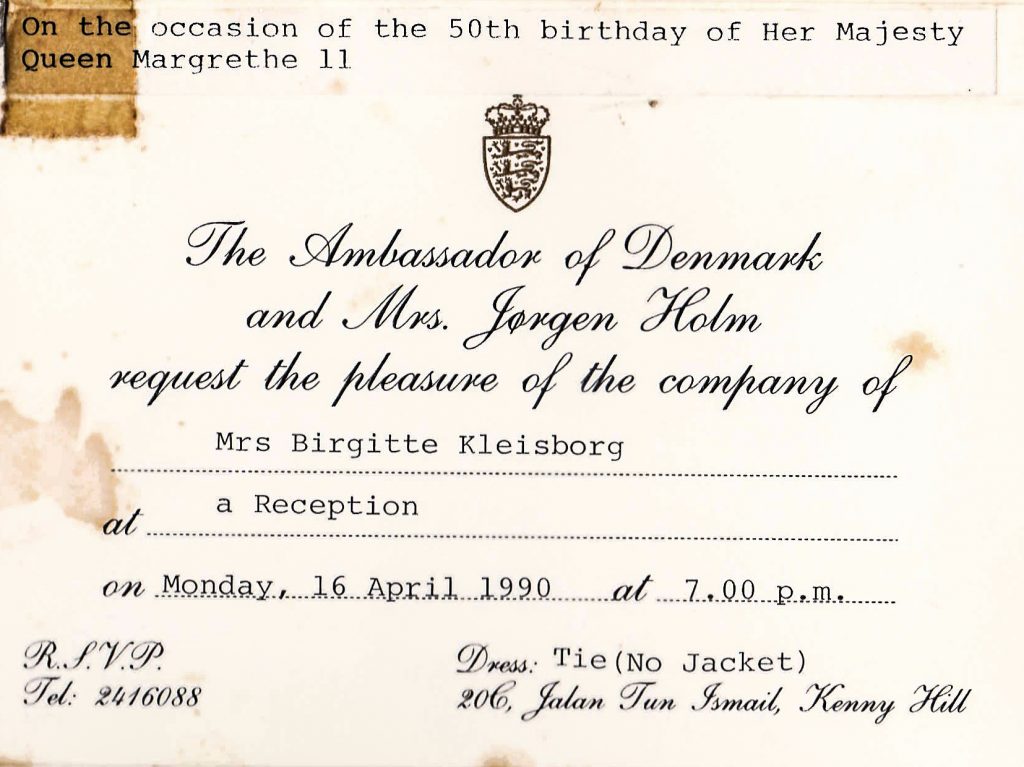 On the occasion of the 50th birthday of Her Majesty
Queen Margrethe ll
The Ambassador of Denmark
and Mrs. Jørgen Holm
request the pleasure of the company of
Mrs Birgitte Kleisborg
at a Reception
on Monday, 16 April 1990 at 7.00 p.m.
R.S.V.P. Dress: Tie(No Jacket)
Tel: 2416088 206, Jalan Tun Ismail, Kenny Hill